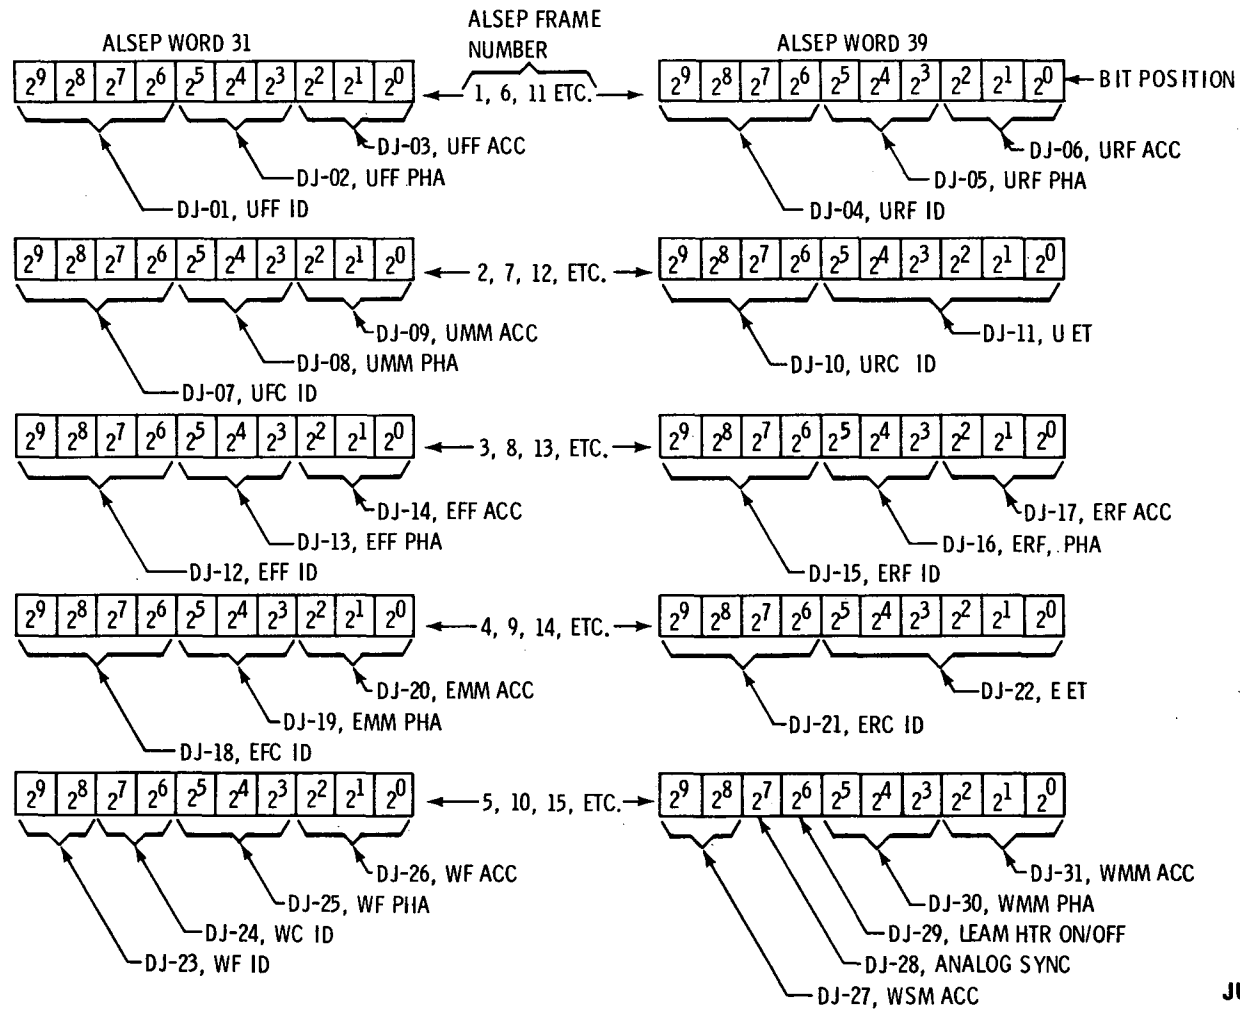 ALSEP FRAME
NUMBER
ALSEP WORD 31
ALSEP WORD 39
2⁹ 2⁸ 2⁷ 2⁶ 2⁵ 2⁴ 2³ 2² 2¹ 2⁰
1, 6, 11 ETC.
2⁹ 2⁸ 2⁷ 2⁶ 2⁵ 2⁴ 2³ 2² 2¹ 2⁰
BIT POSITION
DJ-03, UFF ACC
DJ-02, UFF PHA
DJ-01, UFF ID
DJ-06, URF ACC
DJ-05, URF PHA
DJ-04, URF ID
2⁹ 2⁸ 2⁷ 2⁶ 2⁵ 2⁴ 2³ 2² 2¹ 2⁰
2, 7, 12, ETC.
2⁹ 2⁸ 2⁷ 2⁶ 2⁵ 2⁴ 2³ 2² 2¹ 2⁰
DJ-09, UMM ACC
DJ-08, UMM PHA
DJ-07, UFC ID
DJ-11, U ET
DJ-10, URC ID
2⁹ 2⁸ 2⁷ 2⁶ 2⁵ 2⁴ 2³ 2² 2¹ 2⁰
3, 8, 13, ETC.
2⁹ 2⁸ 2⁷ 2⁶ 2⁵ 2⁴ 2³ 2² 2¹ 2⁰
DJ-14, EFF ACC
DJ-13, EFF PHA
DJ-12, EFF ID
DJ-17, ERF ACC
DJ-16, ERF, PHA
DJ-15, ERF ID
2⁹ 2⁸ 2⁷ 2⁶ 2⁵ 2⁴ 2³ 2² 2¹ 2⁰
4, 9, 14, ETC.
2⁹ 2⁸ 2⁷ 2⁶ 2⁵ 2⁴ 2³ 2² 2¹ 2⁰
DJ-20, EMM ACC
DJ-19, EMM PHA
DJ-18, EFC ID
DJ-22, E ET
DJ-21, ERC ID
2⁹ 2⁸ 2⁷ 2⁶ 2⁵ 2⁴ 2³ 2² 2¹ 2⁰
5, 10, 15, ETC.
2⁹ 2⁸ 2⁷ 2⁶ 2⁵ 2⁴ 2³ 2² 2¹ 2⁰
DJ-26, WF ACC
DJ-25, WF PHA
DJ-24, WC ID
DJ-23, WF ID
DJ-31, WMM ACC
DJ-30, WMM PHA
DJ-29, LEAM HTR ON/OFF
DJ-28, ANALOG SYNC
DJ-27, WSM ACC